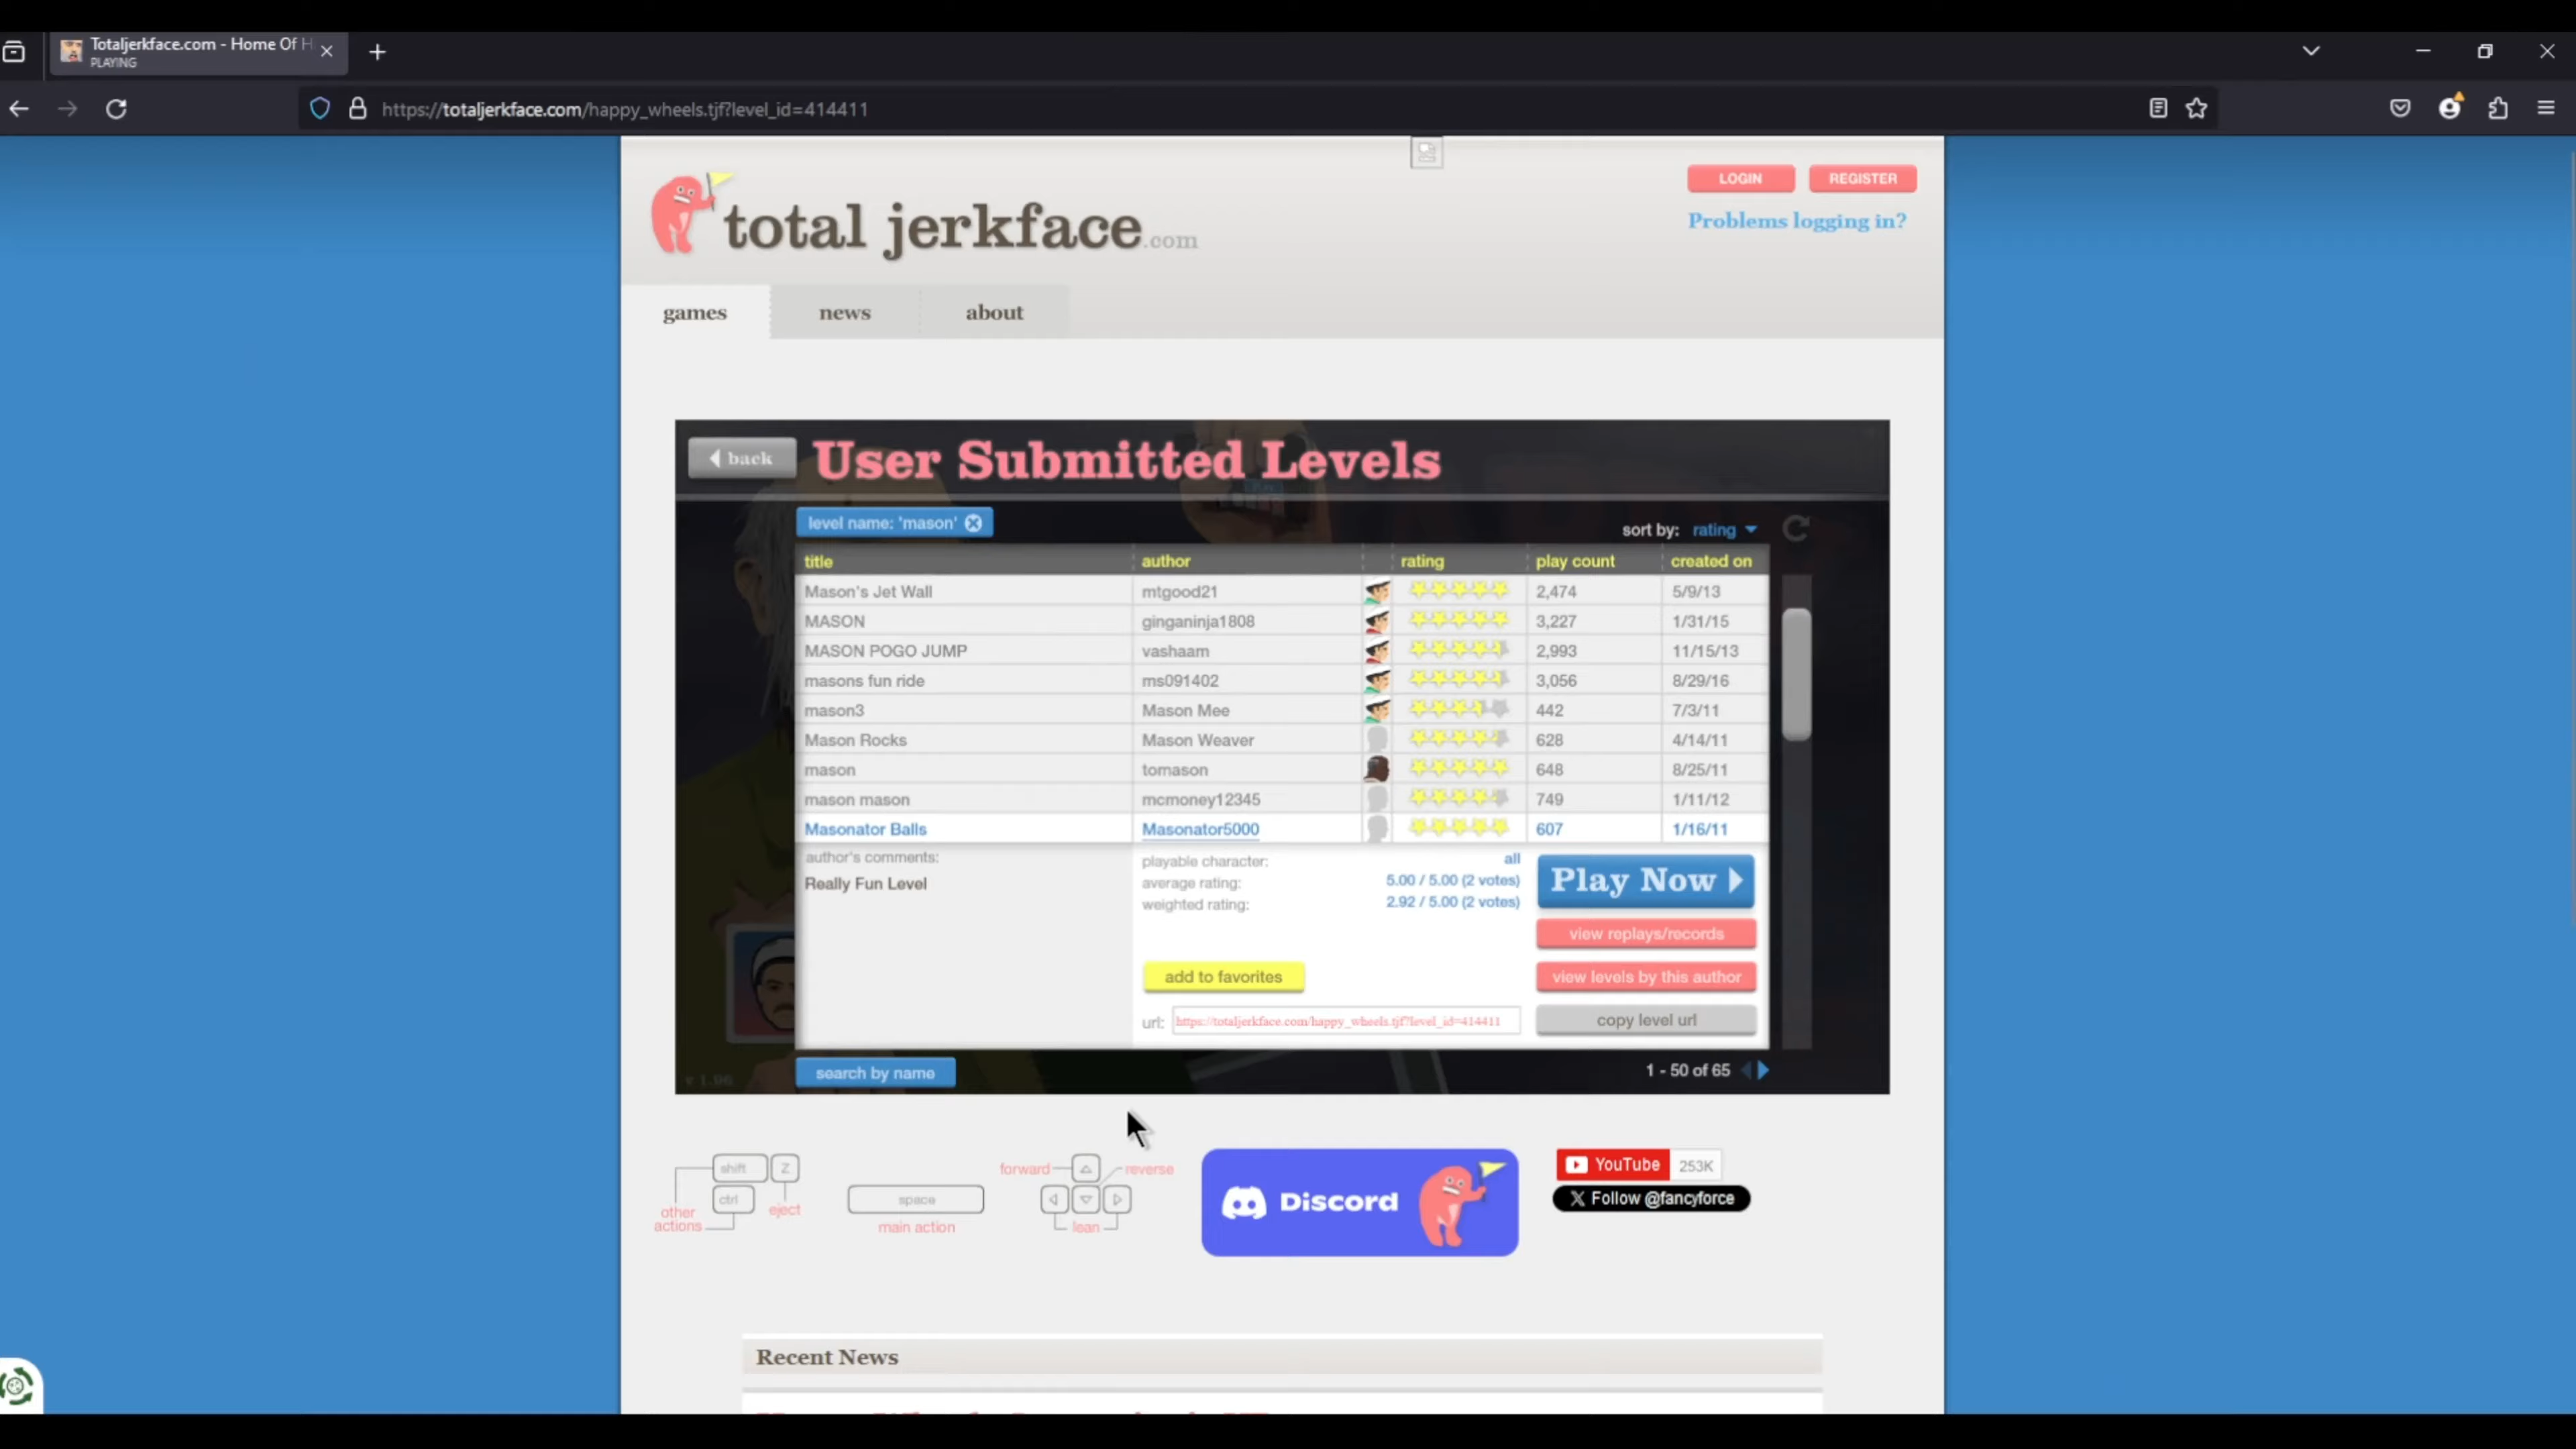 Totaljerkface.com - Home Of H
PLAYING
https://totaljerkface.com/happy_wheels.tjf?level_id=414411
LOGIN REGISTER
Problems logging in?
total jerkface.com
games news about
back User Submitted Levels
level name: 'mason' sort by: rating
title author rating play count created on
Mason's Jet Wall mtgood21 2,474 5/9/13
MASON ginganinja1808 3,227 1/31/15
MASON POGO JUMP vashaam 2,993 11/15/13
masons fun ride ms091402 3,056 8/29/16
mason3 Mason Mee 442 7/3/11
Mason Rocks Mason Weaver 628 4/14/11
mason tomason 648 8/25/11
mason mason mcmoney12345 749 1/11/12
Masonator Balls Masonator5000 607 1/16/11
author's comments: playable character: all
Really Fun Level average rating: 5.00 / 5.00 (2 votes) Play Now
weighted rating: 2.92 / 5.00 (2 votes)
view replays/records
add to favorites view levels by this author
url: https://totaljerkface.com/happy_wheels.tjf?level_id=414411 copy level url
v 1.96 search by name 1 - 50 of 65
shift Z forward reverse YouTube 253K
ctrl space Discord X Follow @fancyforce
other actions eject main action lean
Recent News